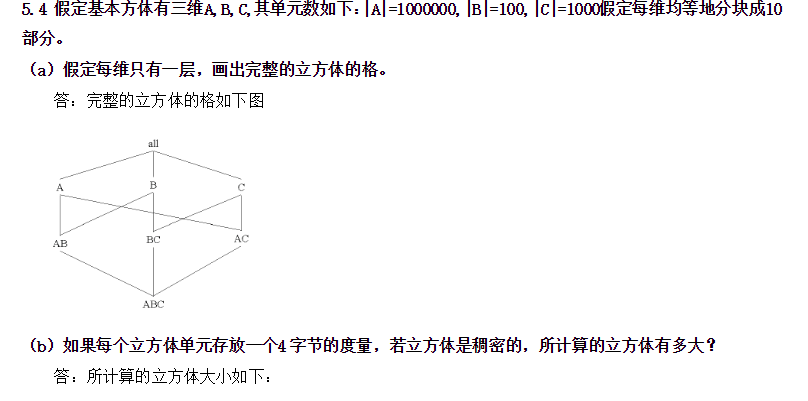 5.4 假定基本方体有三维A,B,C,其单元数如下:|A|=1000000,|B|=100,|C|=1000假定每维均等地分块成10
部分。
(a) 假定每维只有一层，画出完整的立方体的格。
答：完整的立方体的格如下图
all
A B C
AB BC AC
ABC
(b) 如果每个立方体单元存放一个4字节的度量，若立方体是稠密的，所计算的立方体有多大？
答：所计算的立方体大小如下：